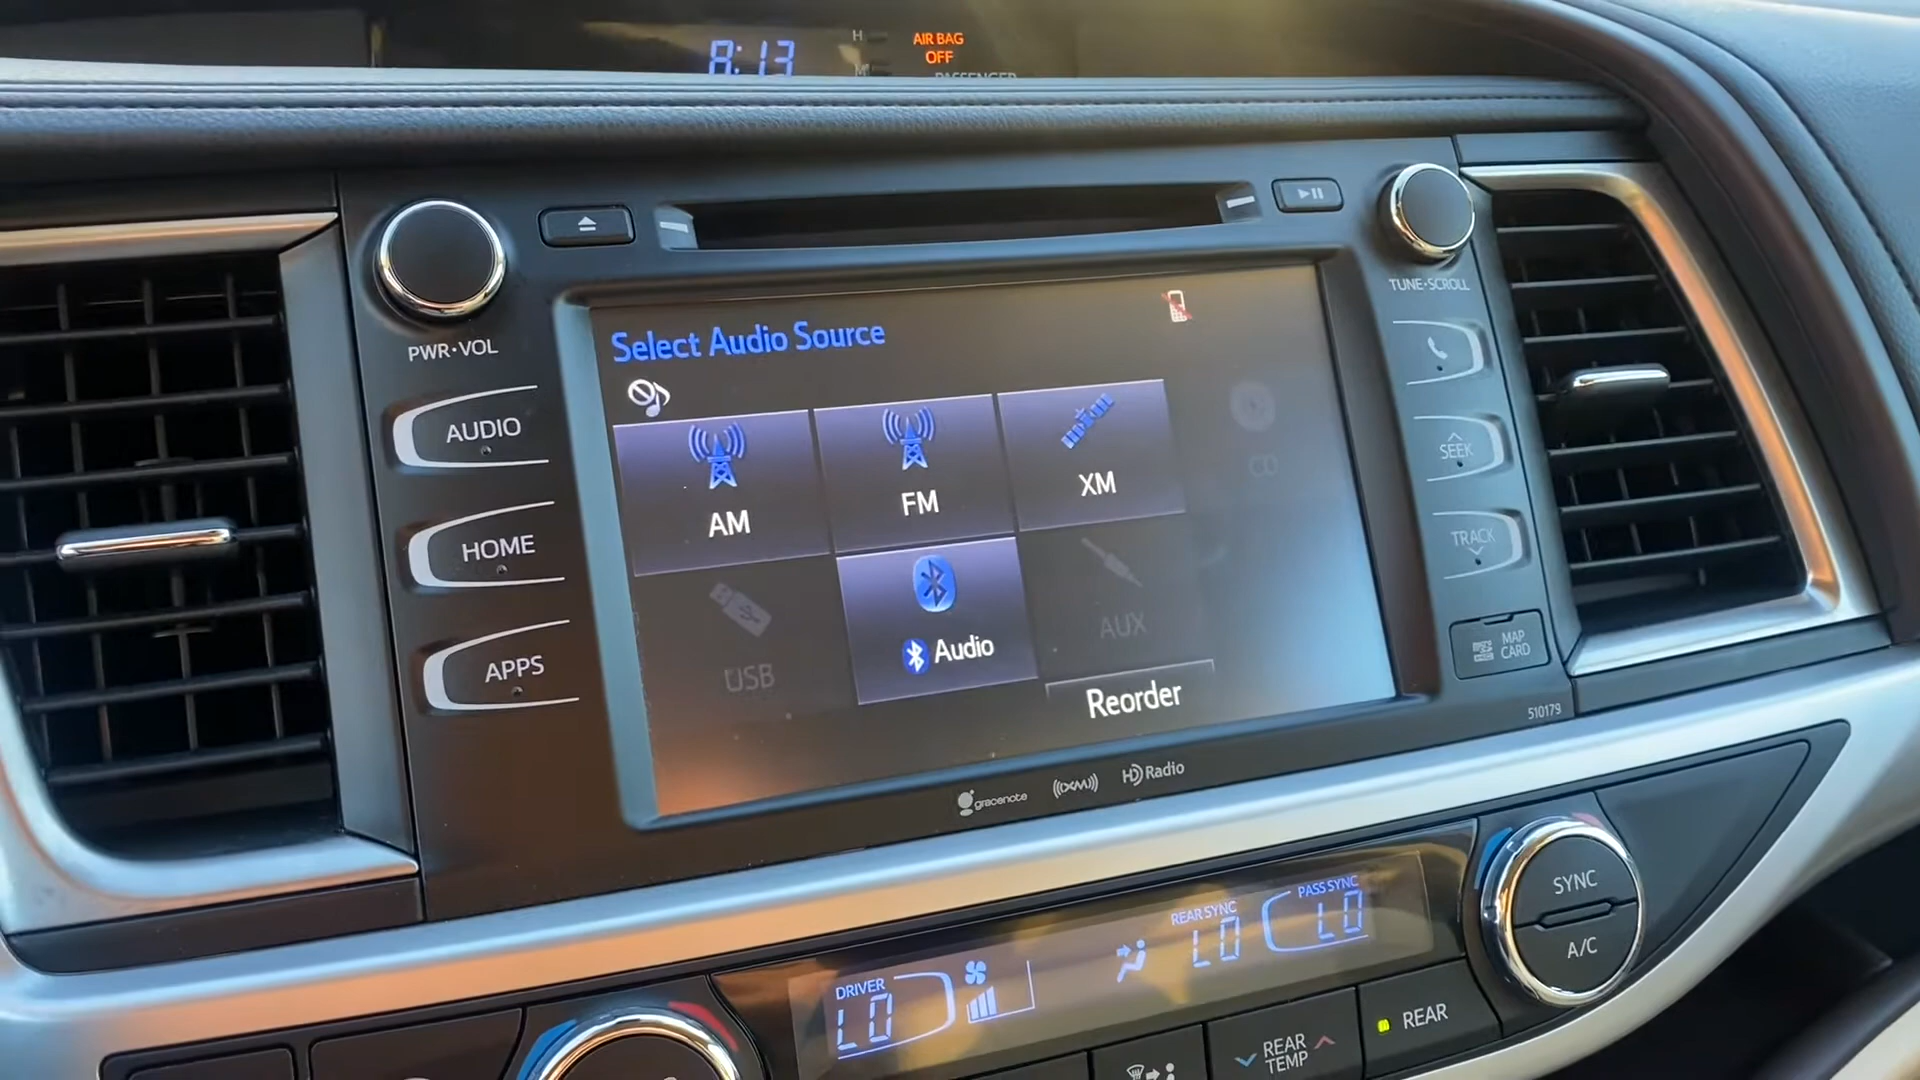 8:13
H
M
AIR BAG
OFF
PASSENGER
PWR·VOL
TUNE·SCROLL
Select Audio Source
AUDIO
HOME
APPS
AM
FM
XM
CD
USB
Audio
AUX
Reorder
SEEK
TRACK
MAP
CARD
510179
gracenote
XM
HD Radio
DRIVER
LO
REAR SYNC
LO
PASS SYNC
LO
SYNC
A/C
REAR
TEMP
REAR